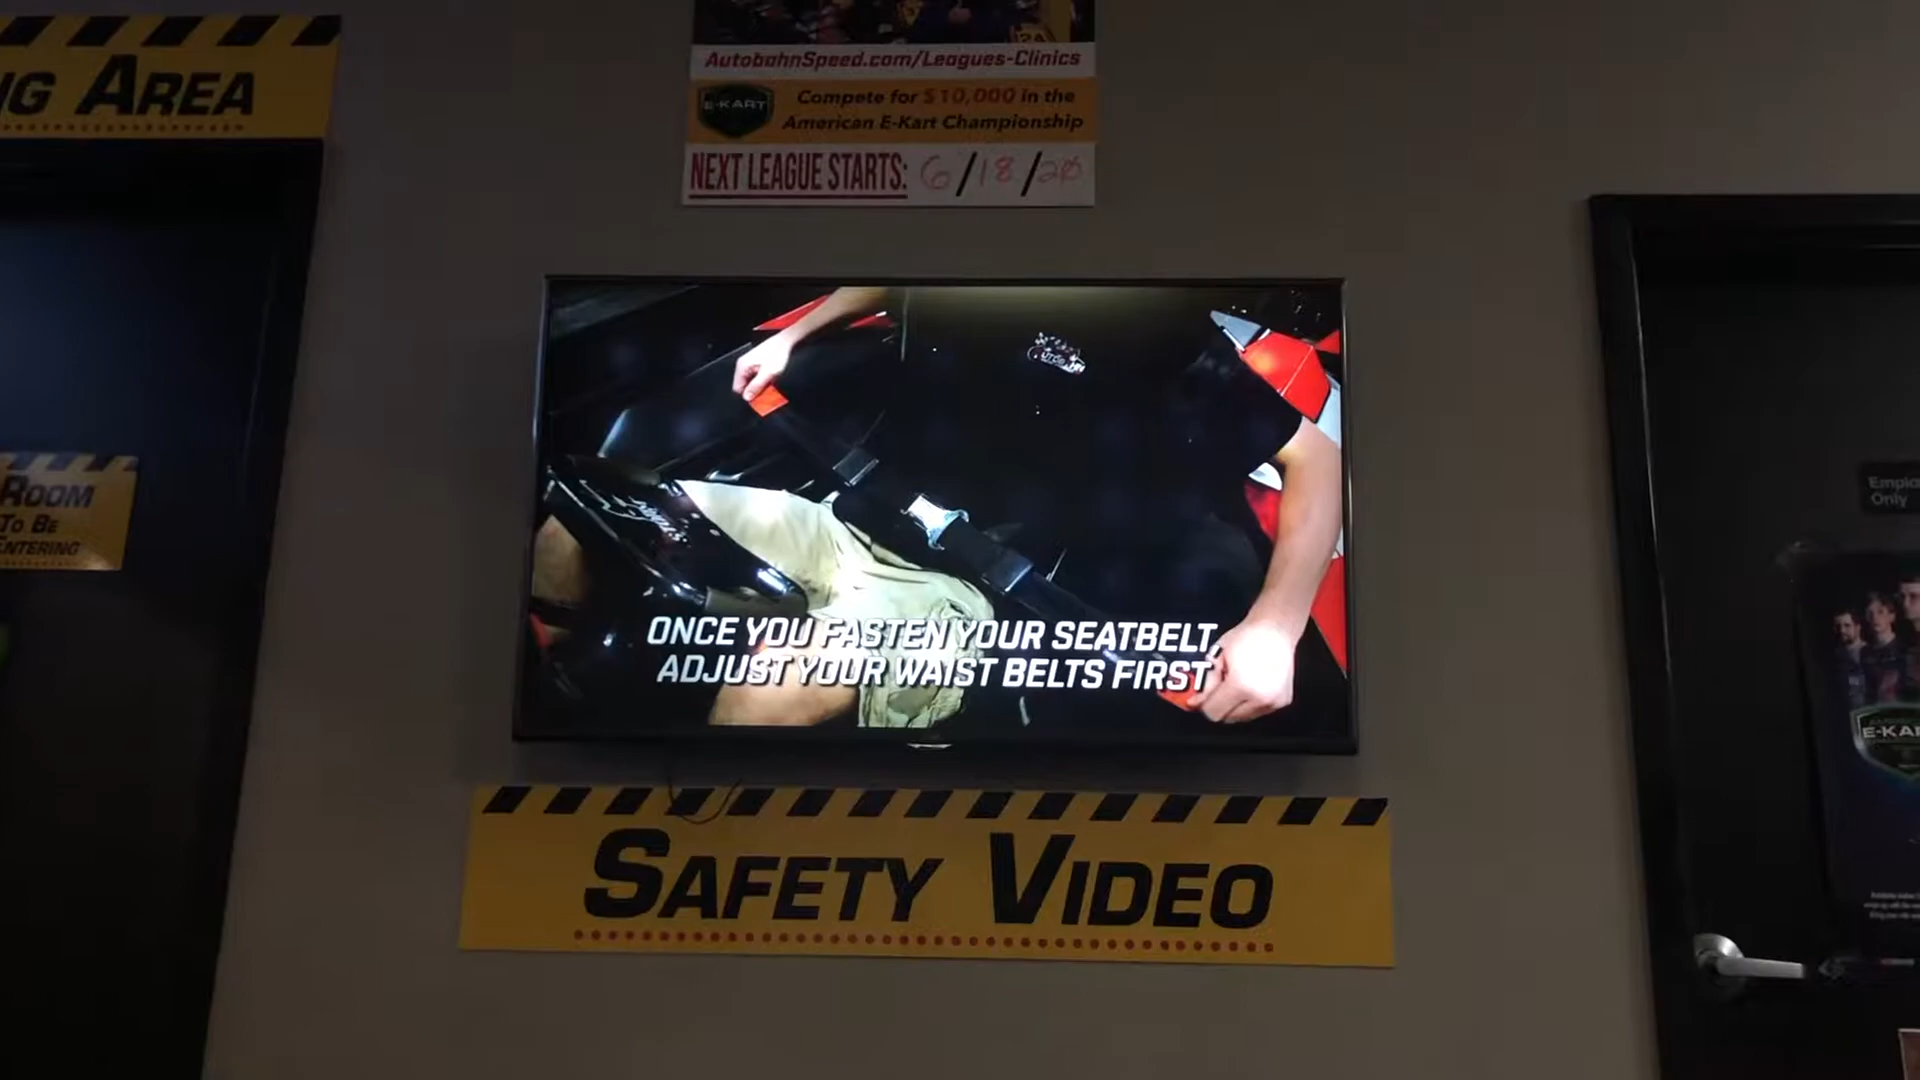 AutobahnSpeed.com/Leagues-Clinics
E-KART
Compete for $10,000 in the
American E-Kart Championship
NEXT LEAGUE STARTS: 6/18/20
AREA
ROOM
TO BE
ENTERING
ONCE YOU FASTEN YOUR SEATBELT,
ADJUST YOUR WAIST BELTS FIRST
SAFETY VIDEO
Only